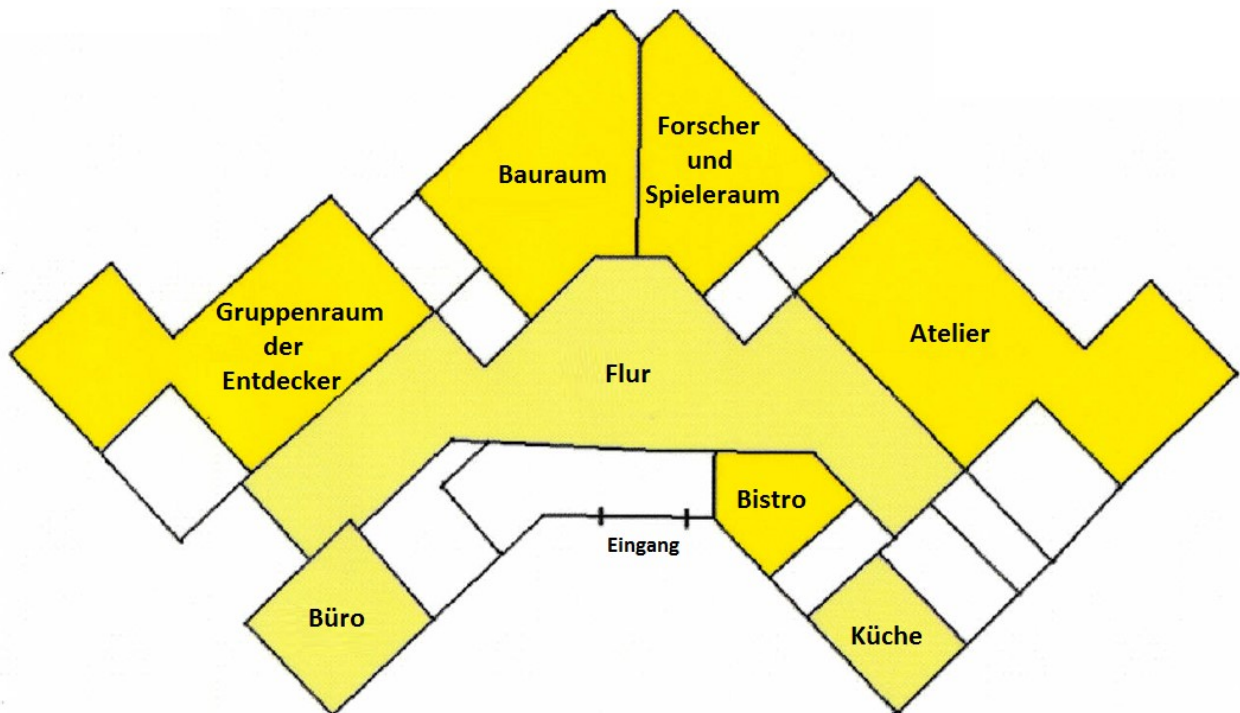 Forscher
und
Spieleraum
Bauraum
Gruppenraum
der
Entdecker
Atelier
Flur
Bistro
Eingang
Büro
Küche